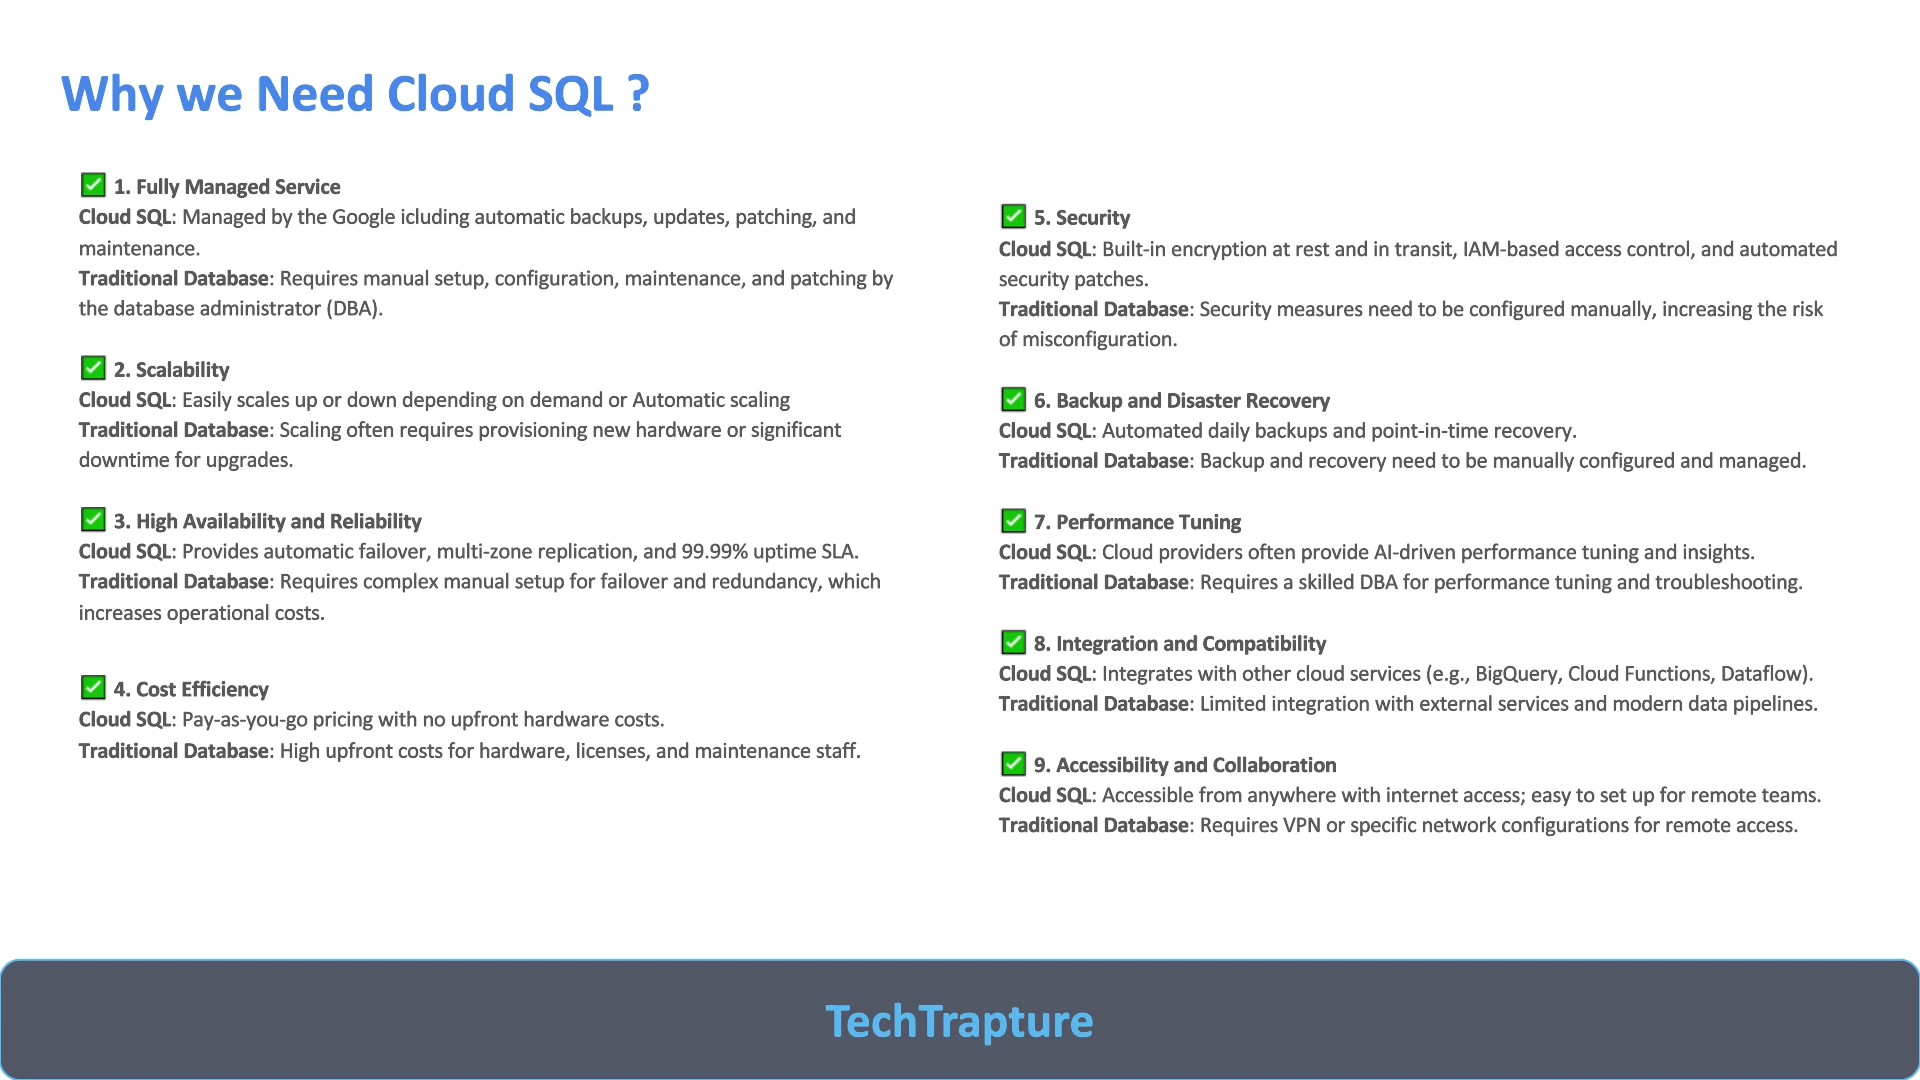 Why we Need Cloud SQL ?
✅ 1. Fully Managed Service
Cloud SQL: Managed by the Google icluding automatic backups, updates, patching, and
maintenance.
Traditional Database: Requires manual setup, configuration, maintenance, and patching by
the database administrator (DBA).
✅ 2. Scalability
Cloud SQL: Easily scales up or down depending on demand or Automatic scaling
Traditional Database: Scaling often requires provisioning new hardware or significant
downtime for upgrades.
✅ 3. High Availability and Reliability
Cloud SQL: Provides automatic failover, multi-zone replication, and 99.99% uptime SLA.
Traditional Database: Requires complex manual setup for failover and redundancy, which
increases operational costs.
✅ 4. Cost Efficiency
Cloud SQL: Pay-as-you-go pricing with no upfront hardware costs.
Traditional Database: High upfront costs for hardware, licenses, and maintenance staff.
✅ 5. Security
Cloud SQL: Built-in encryption at rest and in transit, IAM-based access control, and automated
security patches.
Traditional Database: Security measures need to be configured manually, increasing the risk
of misconfiguration.
✅ 6. Backup and Disaster Recovery
Cloud SQL: Automated daily backups and point-in-time recovery.
Traditional Database: Backup and recovery need to be manually configured and managed.
✅ 7. Performance Tuning
Cloud SQL: Cloud providers often provide AI-driven performance tuning and insights.
Traditional Database: Requires a skilled DBA for performance tuning and troubleshooting.
✅ 8. Integration and Compatibility
Cloud SQL: Integrates with other cloud services (e.g., BigQuery, Cloud Functions, Dataflow).
Traditional Database: Limited integration with external services and modern data pipelines.
✅ 9. Accessibility and Collaboration
Cloud SQL: Accessible from anywhere with internet access; easy to set up for remote teams.
Traditional Database: Requires VPN or specific network configurations for remote access.
TechTrapture